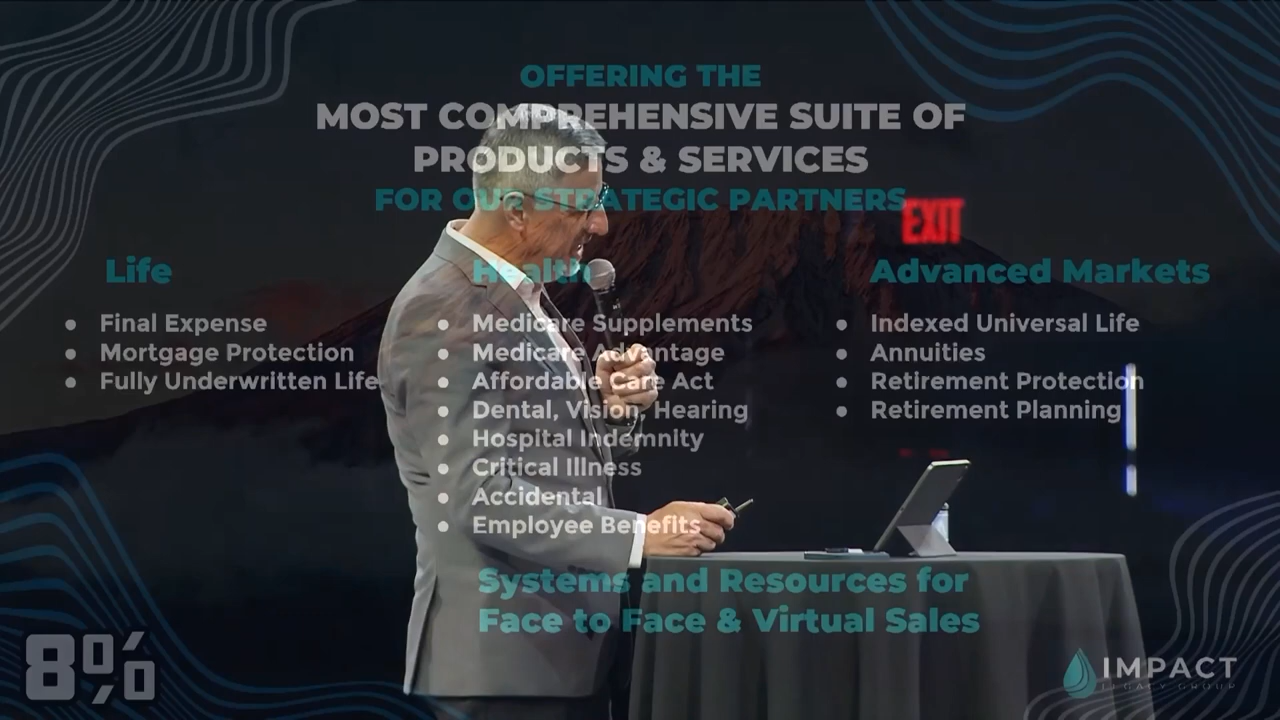 OFFERING THE
MOST COMPREHENSIVE SUITE OF
PRODUCTS & SERVICES
FOR OUR STRATEGIC PARTNERS
EXIT
Life
Final Expense
Mortgage Protection
Fully Underwritten Life
Health
Medicare Supplements
Medicare Advantage
Affordable Care Act
Dental, Vision, Hearing
Hospital Indemnity
Critical Illness
Accidental
Employee Benefits
Advanced Markets
Indexed Universal Life
Annuities
Retirement Protection
Retirement Planning
Systems and Resources for
Face to Face & Virtual Sales
8%
IMPACT
LEGACY GROUP